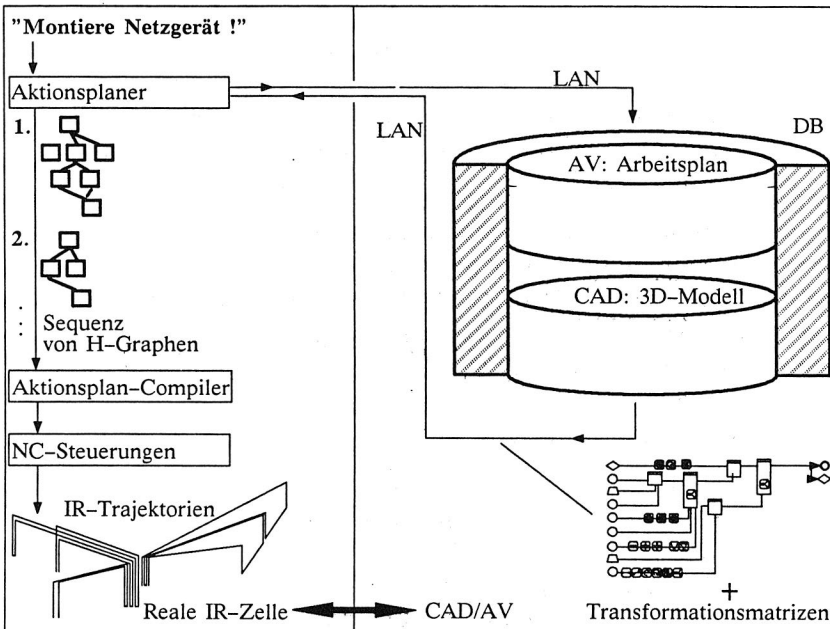 "Montiere Netzgerät !"
Aktionsplaner
1.
2.
Sequenz
von H-Graphen
Aktionsplan-Compiler
NC-Steuerungen
IR-Trajektorien
Reale IR-Zelle
LAN
LAN
DB
AV: Arbeitsplan
CAD: 3D-Modell
+
Transformationsmatrizen
CAD/AV